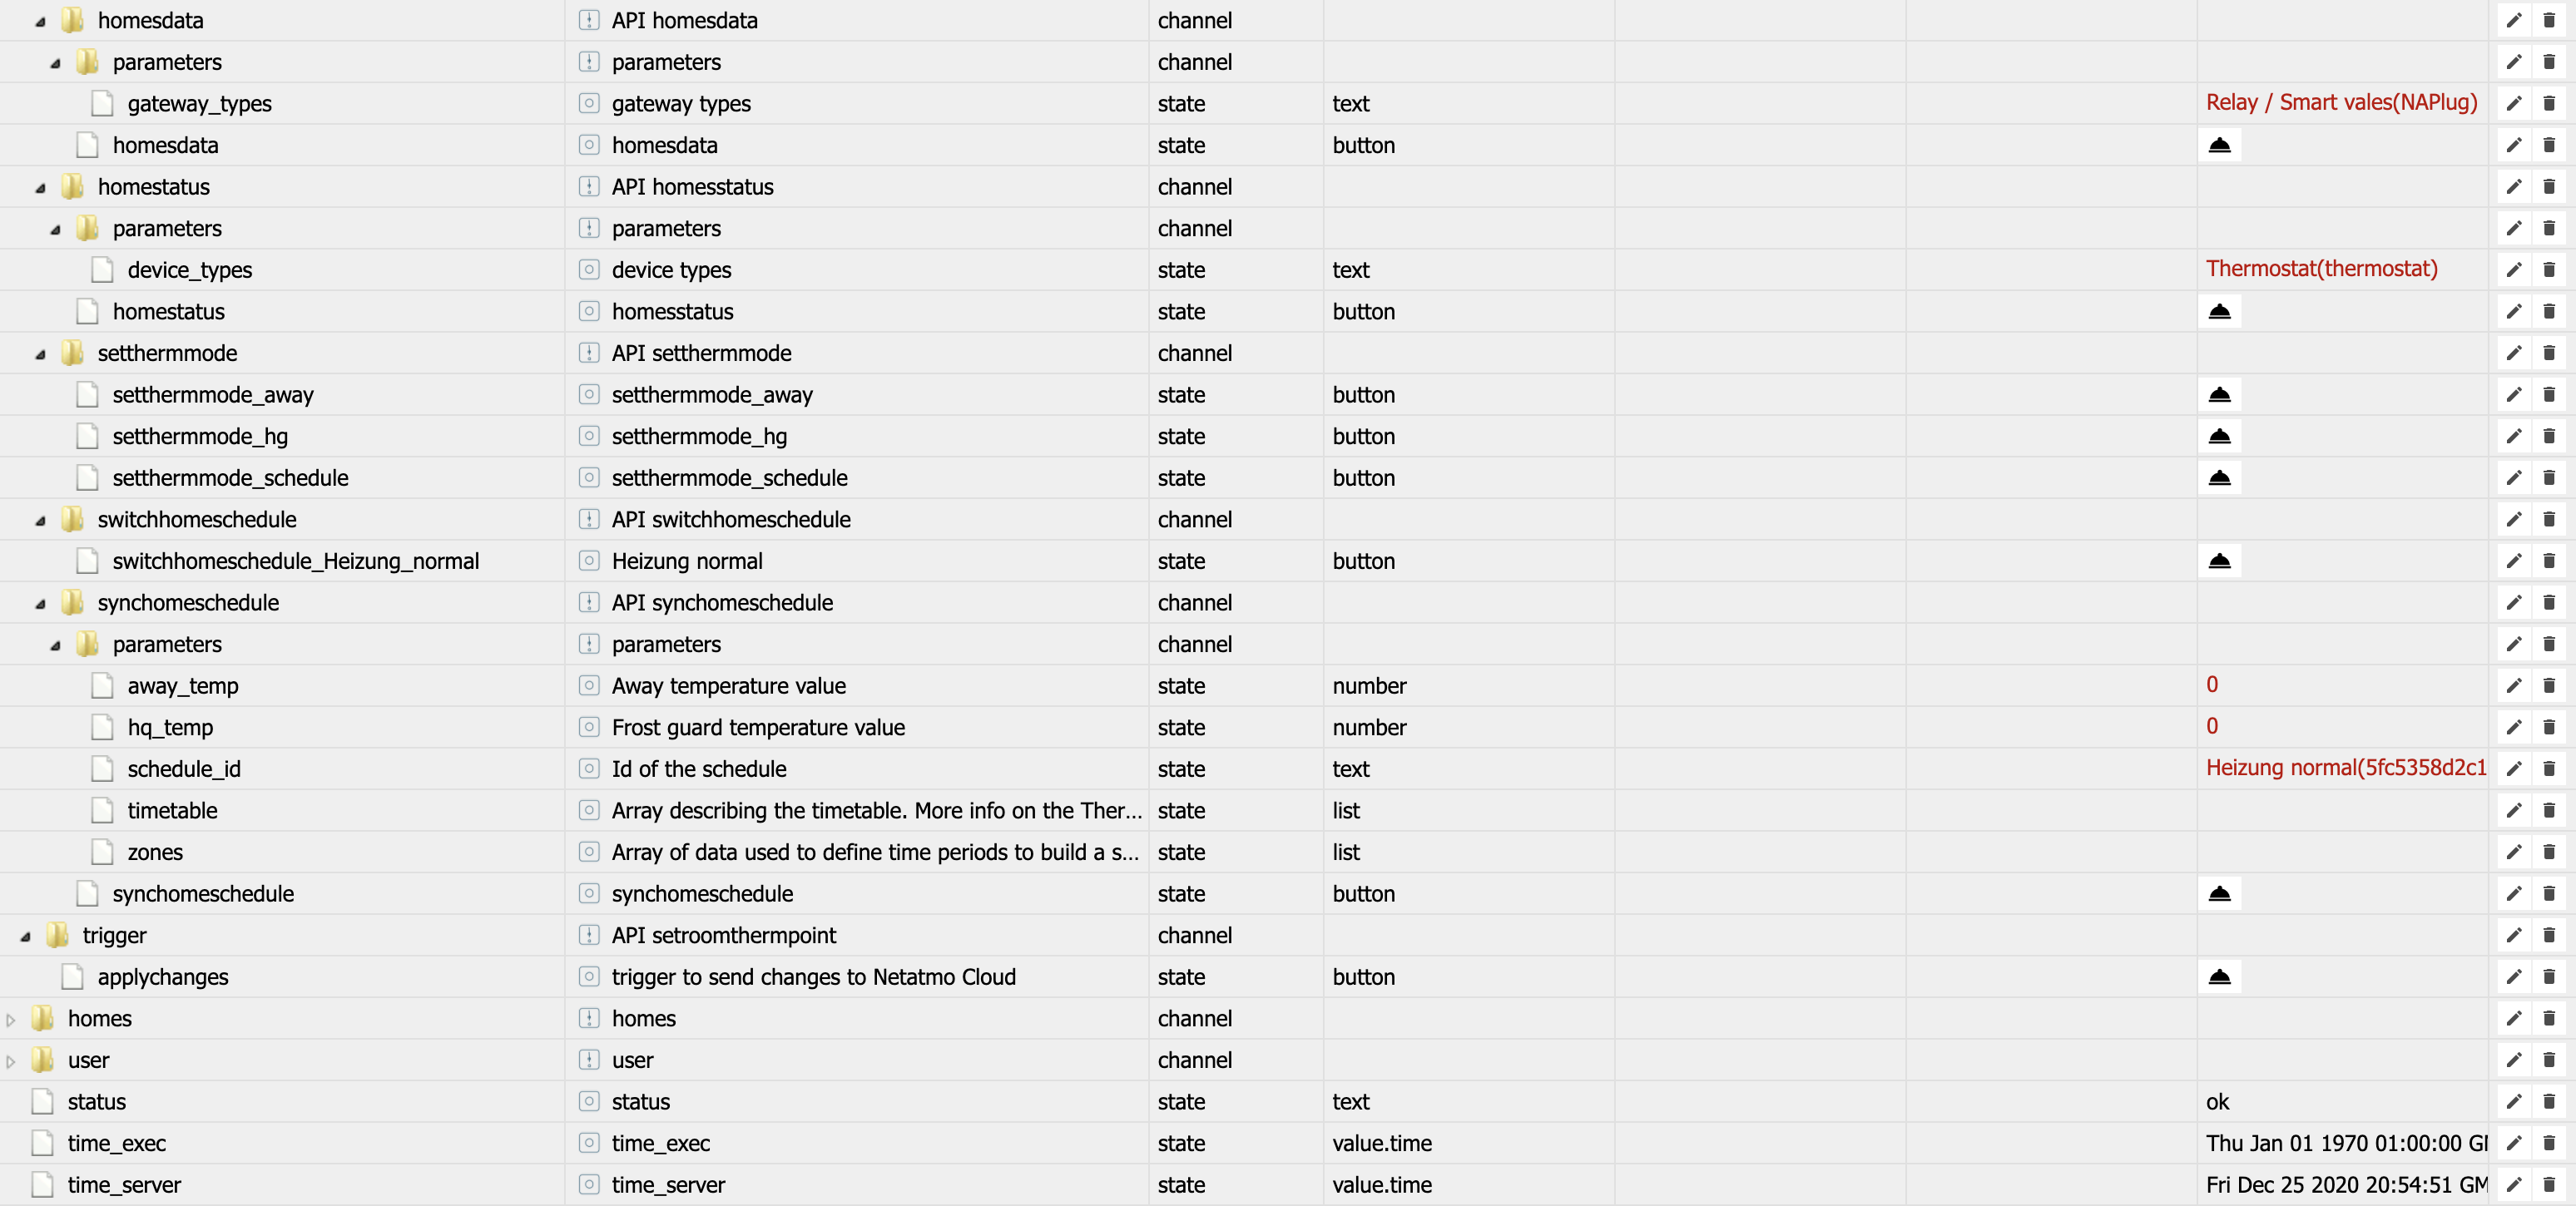 homesdata API homesdata channel
parameters parameters channel
gateway_types gateway types state text Relay / Smart vales(NAPlug)
homesdata homesdata state button
homestatus API homesstatus channel
parameters parameters channel
device_types device types state text Thermostat(thermostat)
homestatus homesstatus state button
setthermmode API setthermmode channel
setthermmode_away setthermmode_away state button
setthermmode_hg setthermmode_hg state button
setthermmode_schedule setthermmode_schedule state button
switchhomeschedule API switchhomeschedule channel
switchhomeschedule_Heizung_normal Heizung normal state button
synchomeschedule API synchomeschedule channel
parameters parameters channel
away_temp Away temperature value state number 0
hq_temp Frost guard temperature value state number 0
schedule_id Id of the schedule state text Heizung normal(5fc5358d2c1
timetable Array describing the timetable. More info on the Ther... state list
zones Array of data used to define time periods to build a s... state list
synchomeschedule synchomeschedule state button
trigger API setroomthermpoint channel
applychanges trigger to send changes to Netatmo Cloud state button
homes homes channel
user user channel
status status state text ok
time_exec time_exec state value.time Thu Jan 01 1970 01:00:00 GM
time_server time_server state value.time Fri Dec 25 2020 20:54:51 GM